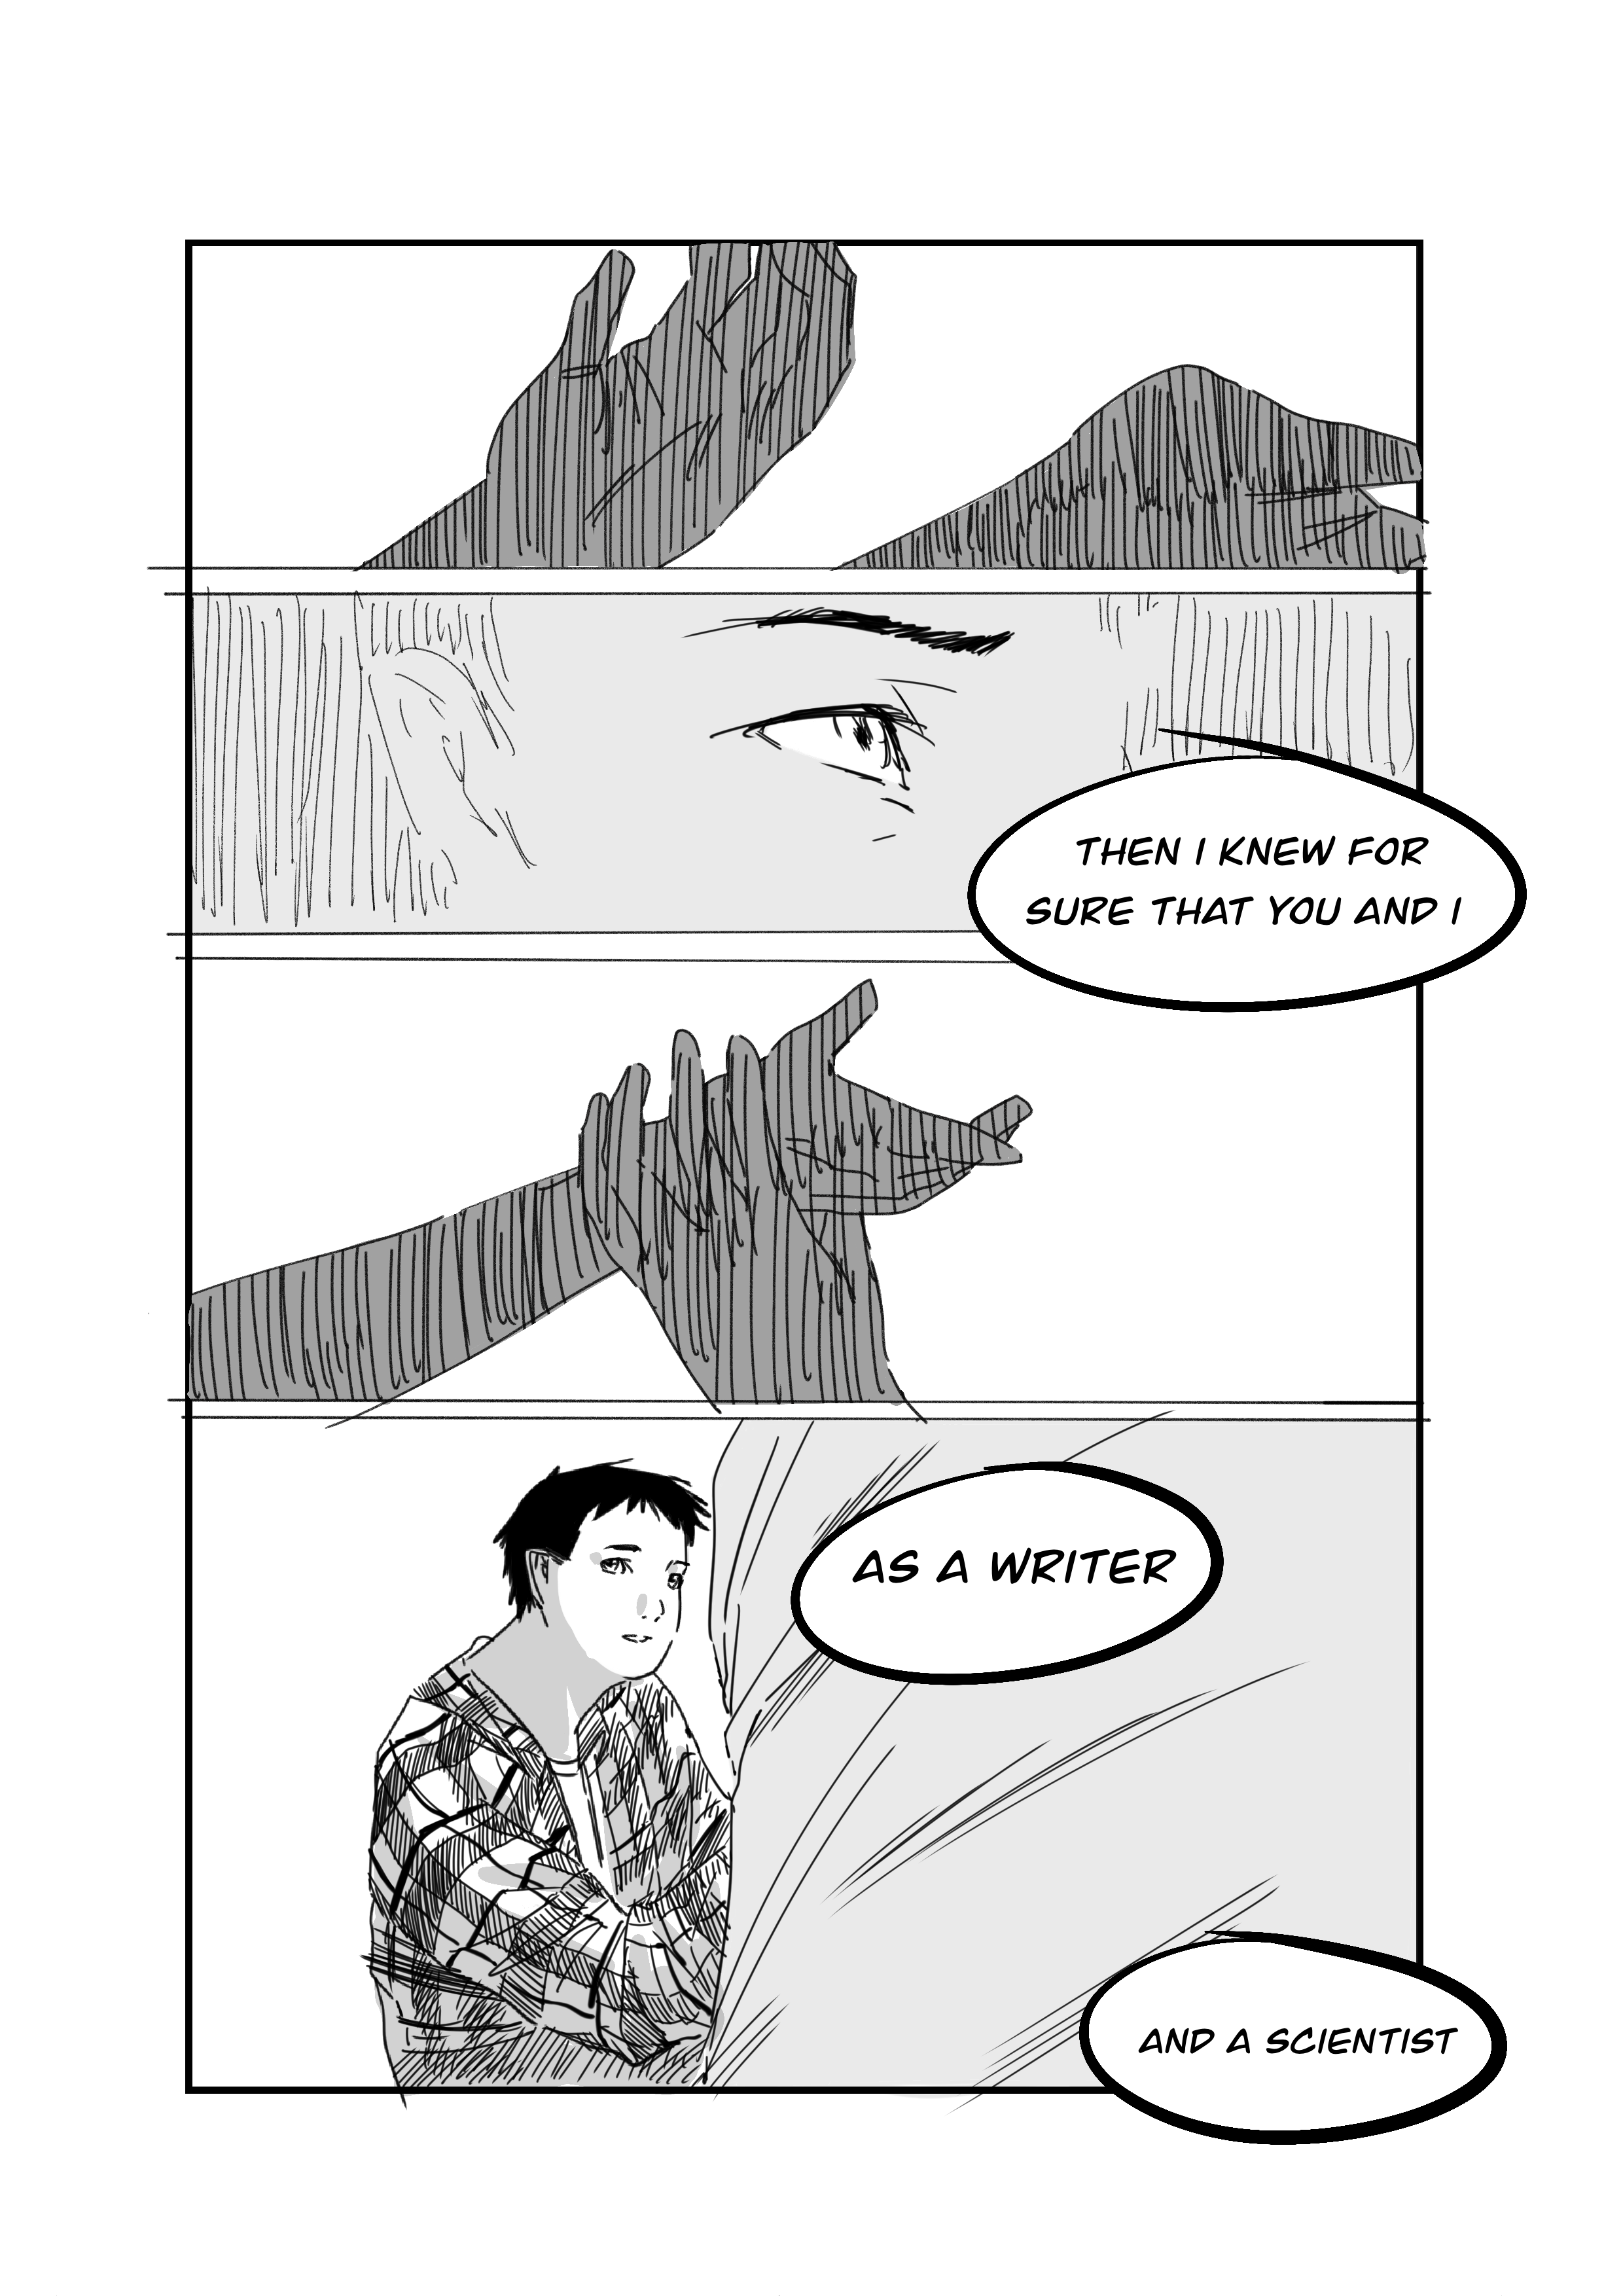 THEN I KNEW FOR
SURE THAT YOU AND I
AS A WRITER
AND A SCIENTIST